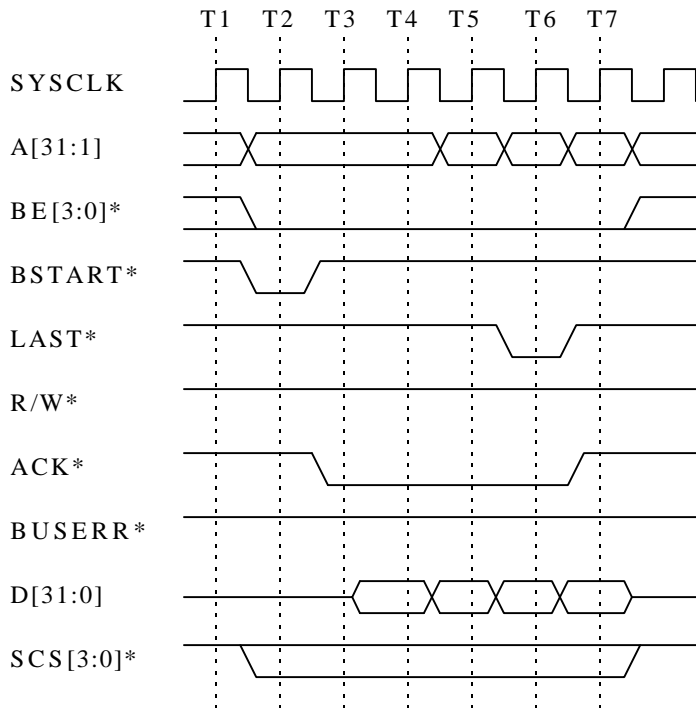 T1 T2 T3 T4 T5 T6 T7
SYSCLK
A[31:1]
BE[3:0]*
BSTART*
LAST*
R/W*
ACK*
BUSERR*
D[31:0]
SCS[3:0]*